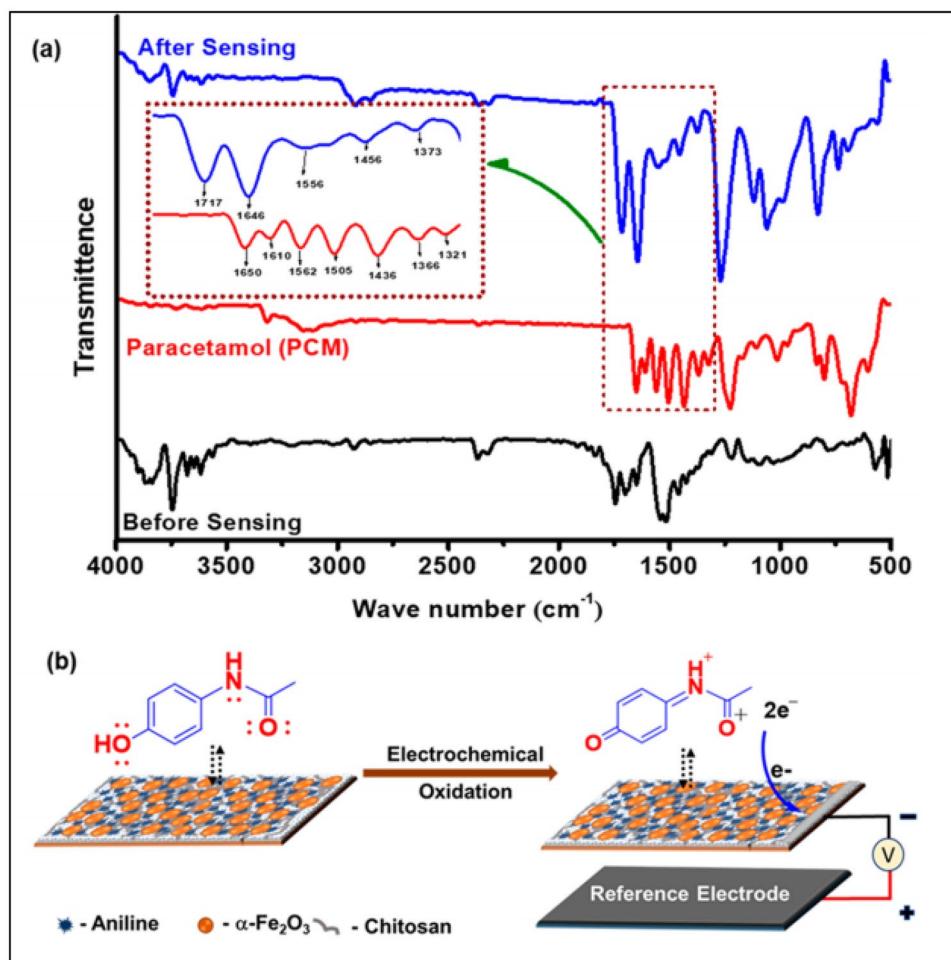 (a)
After Sensing
1717
1646
1556
1456
1373
1650
1610
1562
1505
1436
1366
1321
Transmittence
Paracetamol (PCM)
Before Sensing
4000 3500 3000 2500 2000 1500 1000 500
Wave number (cm⁻¹)
(b)
H
N
O
HO
Electrochemical
Oxidation
H⁺
N
O⁺
O
2e⁻
e-
V
Reference Electrode
- Aniline - α-Fe₂O₃ - Chitosan